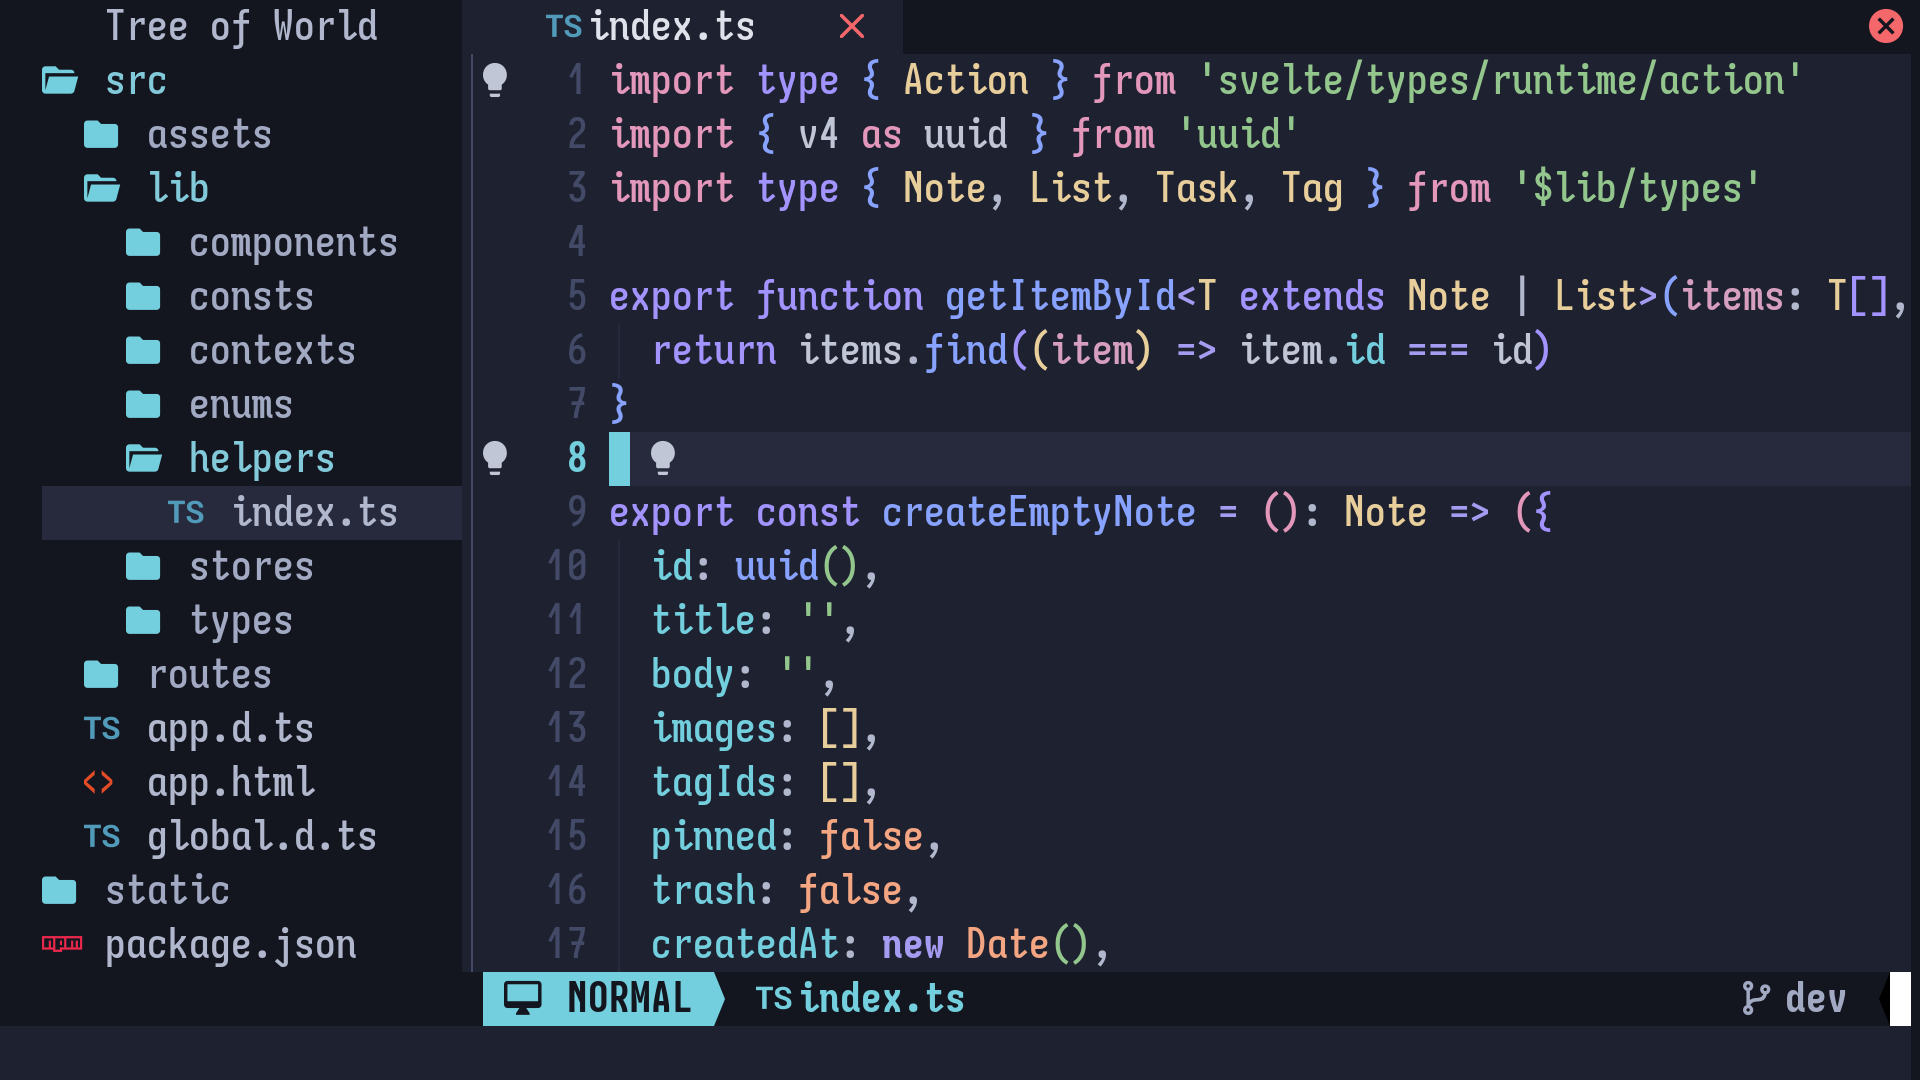 Tree of World
src
assets
lib
components
consts
contexts
enums
helpers
TS index.ts
stores
types
routes
TS app.d.ts
<> app.html
TS global.d.ts
static
npm package.json
TS index.ts
1 import type { Action } from 'svelte/types/runtime/action'
2 import { v4 as uuid } from 'uuid'
3 import type { Note, List, Task, Tag } from '$lib/types'
4
5 export function getItemById<T extends Note | List>(items: T[],
6   return items.find((item) => item.id === id)
7 }
8
9 export const createEmptyNote = (): Note => ({
10   id: uuid(),
11   title: '',
12   body: '',
13   images: [],
14   tagIds: [],
15   pinned: false,
16   trash: false,
17   createdAt: new Date(),
NORMAL TS index.ts dev